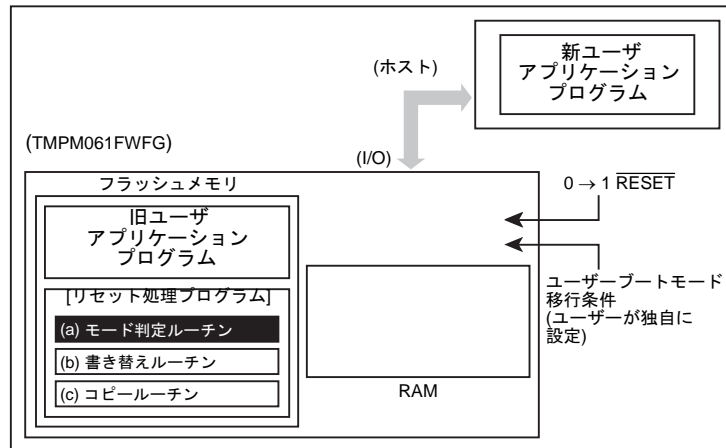 新ユーザ
アプリケーション
プログラム
(ホスト)
(TMPM061FWFG)
(I/O)
フラッシュメモリ
0 → 1 RESET
旧ユーザ
アプリケーション
プログラム
[リセット処理プログラム]
(a) モード判定ルーチン
(b) 書き替えルーチン
(c) コピールーチン
RAM
ユーザーブートモード
移行条件
(ユーザーが独自に
設定)